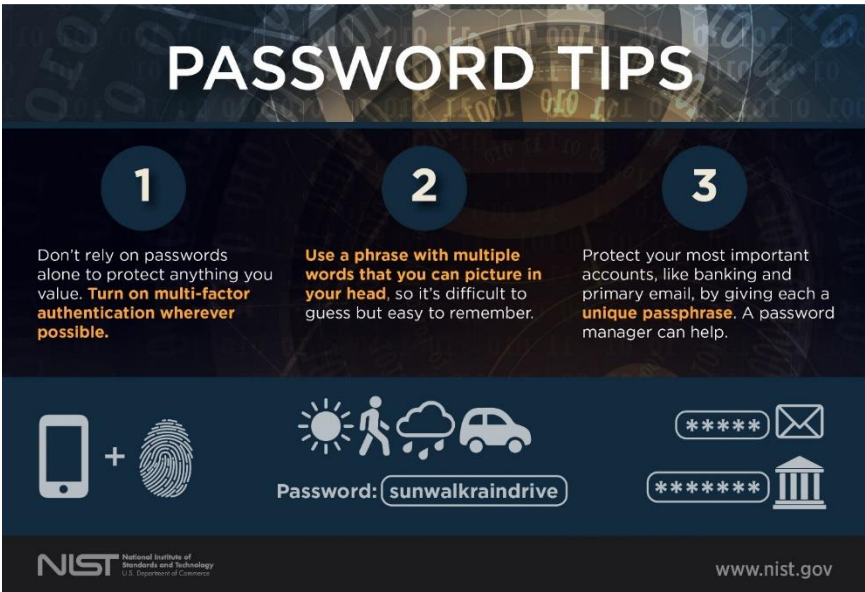 PASSWORD TIPS
1
Don't rely on passwords
alone to protect anything you
value. Turn on multi-factor
authentication wherever
possible.
2
Use a phrase with multiple
words that you can picture in
your head, so it's difficult to
guess but easy to remember.
3
Protect your most important
accounts, like banking and
primary email, by giving each a
unique passphrase. A password
manager can help.
+
Password: sunwalkraindrive
*****
*******
NIST
National Institute of
Standards and Technology
U.S. Department of Commerce
www.nist.gov